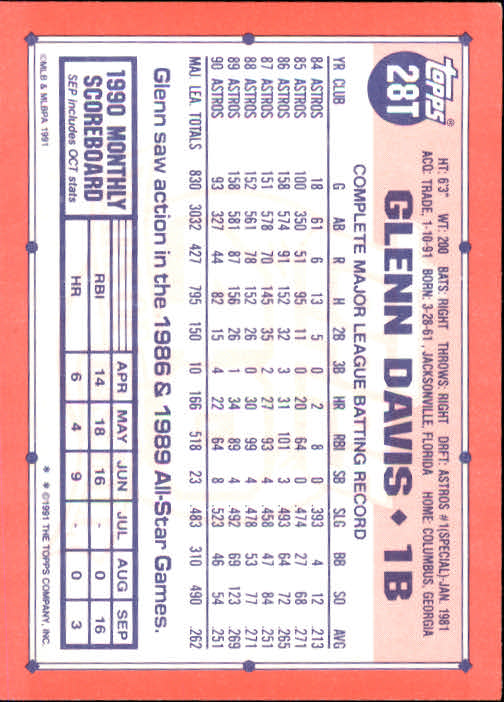 TOPPS®
28T
GLENN DAVIS ◆ 1B
HT: 6'3" WT: 200 BATS: RIGHT THROWS: RIGHT DRFT: ASTROS #1(SPECIAL)-JAN. 1981
ACQ: TRADE, 1-10-91 BORN: 3-28-61, JACKSONVILLE, FLORIDA HOME: COLUMBUS, GEORGIA
COMPLETE MAJOR LEAGUE BATTING RECORD
YR CLUB G AB R H 2B 3B HR RBI SB SLG BB SO AVG
84 ASTROS 18 61 6 13 5 0 2 8 0 .393 4 12 .213
85 ASTROS 100 350 51 95 11 0 20 64 0 .474 27 68 .271
86 ASTROS 158 574 91 152 32 3 31 101 3 .493 64 72 .265
87 ASTROS 151 578 70 145 35 2 27 93 4 .458 47 84 .251
88 ASTROS 152 561 78 152 26 0 30 99 4 .478 53 77 .271
89 ASTROS 158 581 87 156 26 1 34 89 4 .492 69 123 .269
90 ASTROS 93 327 44 82 15 4 22 64 8 .523 46 54 .251
MAJ LEA TOTALS 830 3032 427 795 150 10 166 518 23 .483 310 490 .262
Glenn saw action in the 1986 & 1989 All-Star Games.
1990 MONTHLY
SCOREBOARD
SEP includes OCT stats
APR MAY JUN JUL AUG SEP
RBI 14 18 16 - 0 16
HR 6 4 9 - 0 3
©MLB & MLBPA 1991
* * ©1991 THE TOPPS COMPANY, INC.